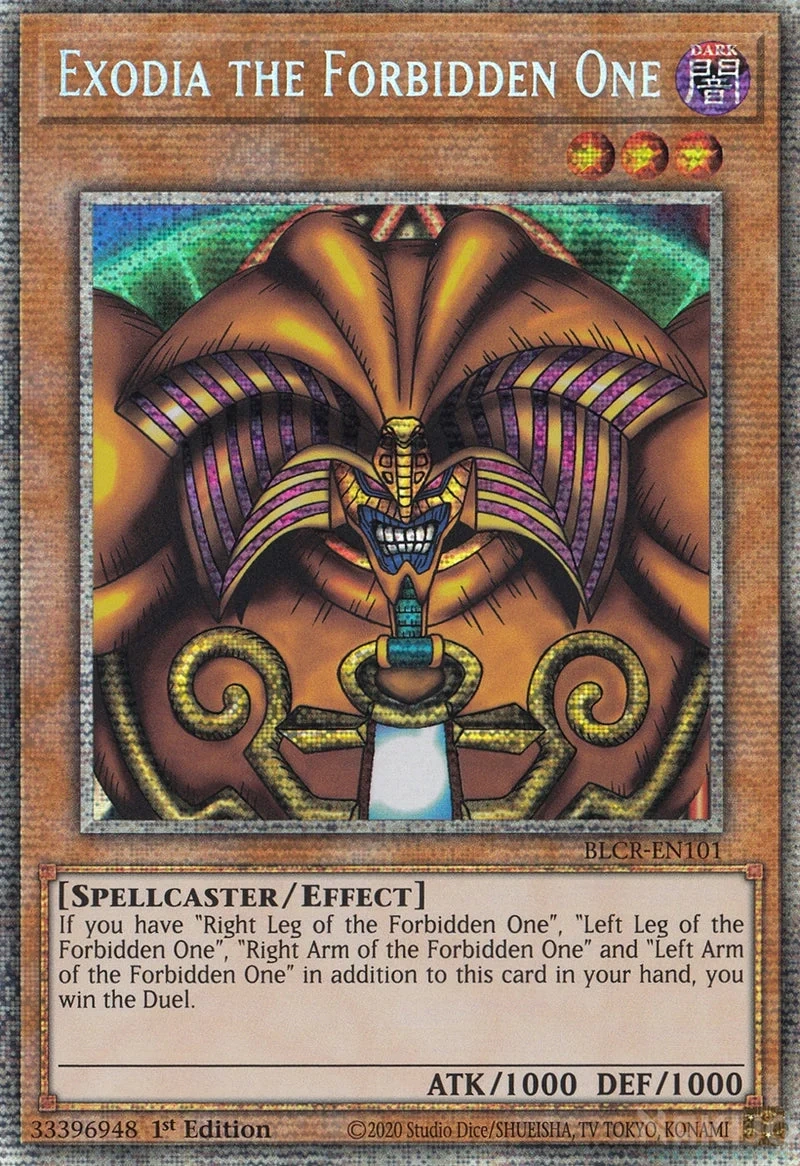 EXODIA THE FORBIDDEN ONE
DARK
闇
BLCR-EN101
[SPELLCASTER/EFFECT]
If you have “Right Leg of the Forbidden One”, “Left Leg of the
Forbidden One”, “Right Arm of the Forbidden One” and “Left Arm
of the Forbidden One” in addition to this card in your hand, you
win the Duel.
ATK/1000 DEF/1000
33396948 1st Edition
©2020 Studio Dice/SHUEISHA, TV TOKYO, KONAMI